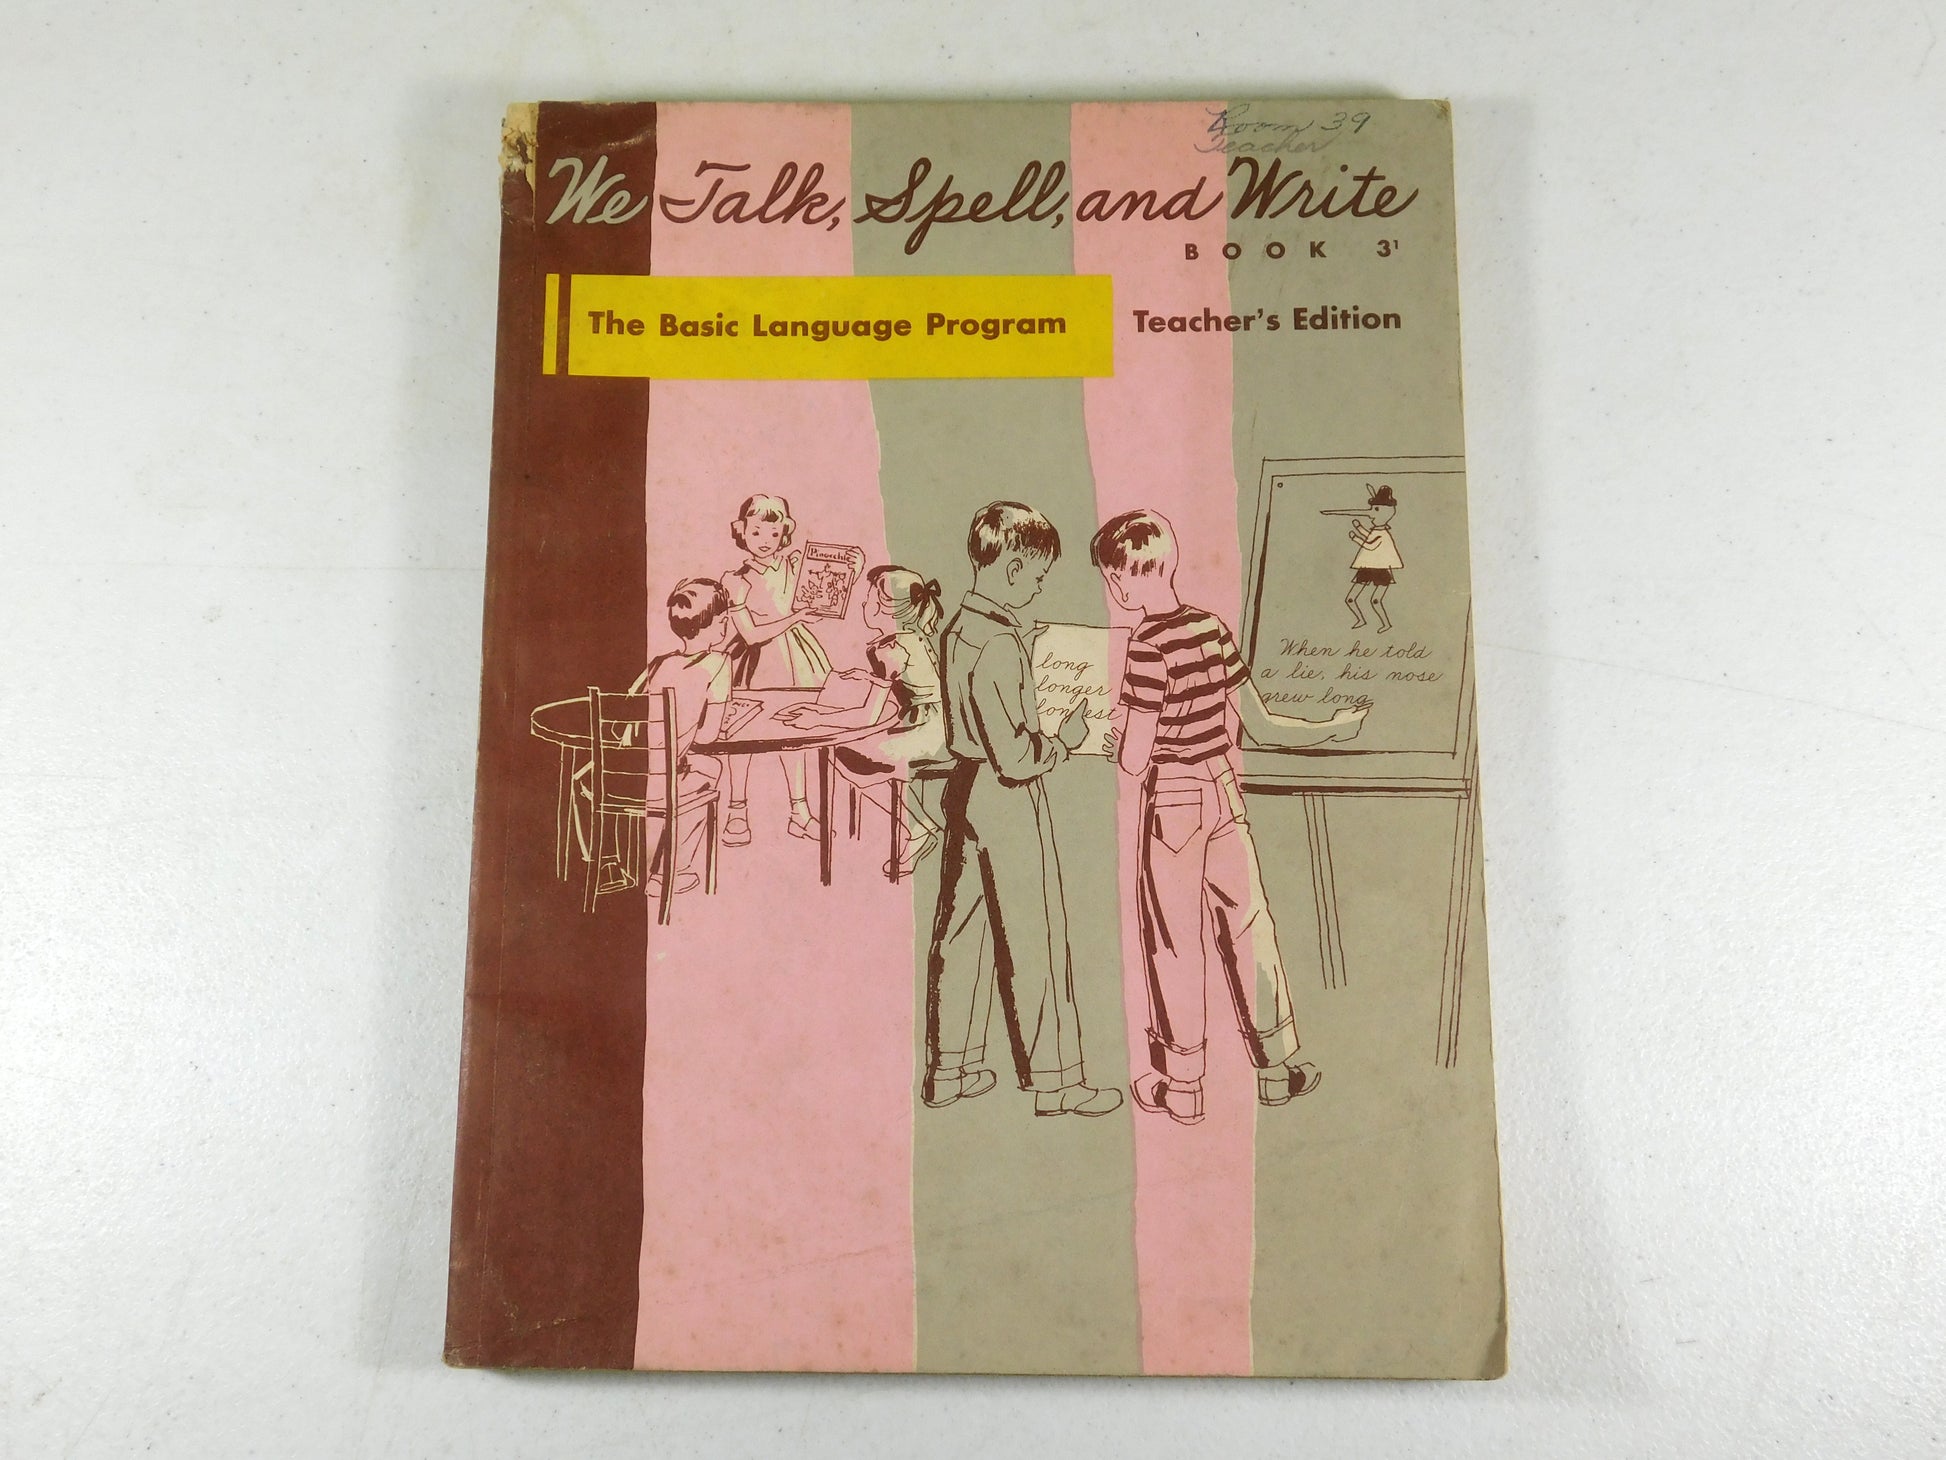 Room 39
Teacher
We Talk, Spell, and Write
BOOK 3¹
The Basic Language Program
Teacher's Edition
Pinocchio
When he told
a lie, his nose
grew long
long
longer
longest